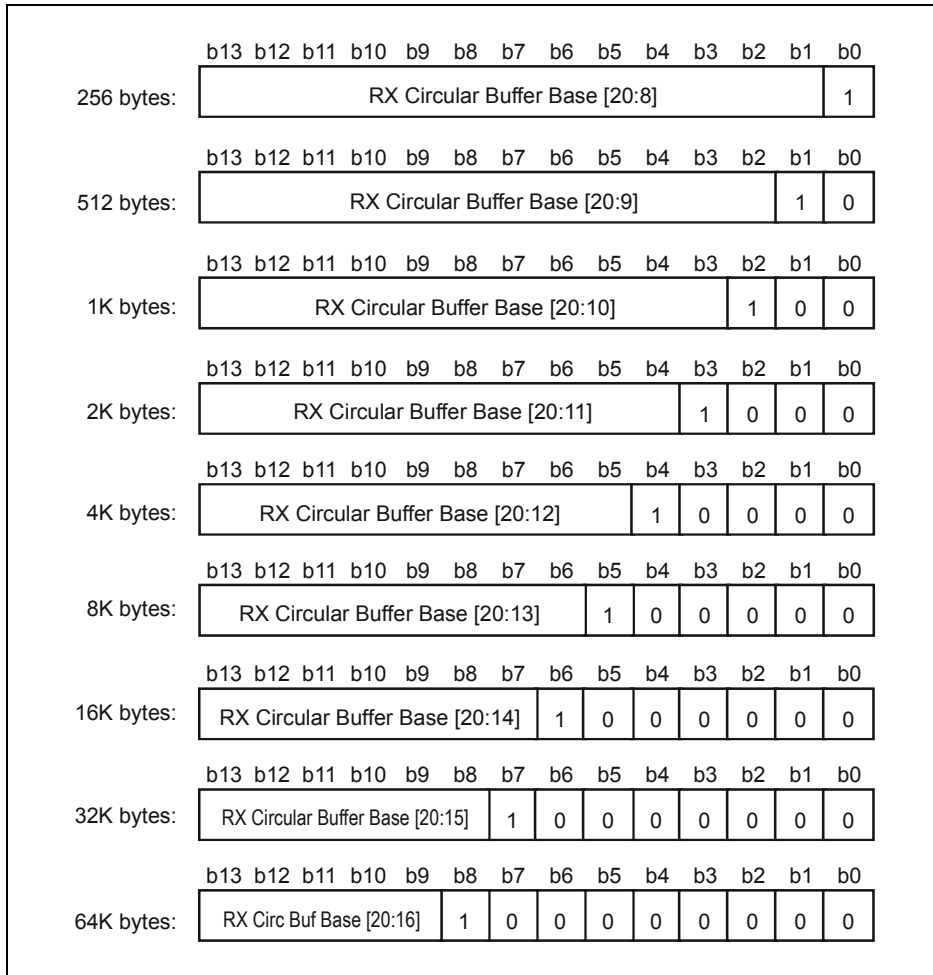 b13 b12 b11 b10 b9 b8 b7 b6 b5 b4 b3 b2 b1 b0
256 bytes: RX Circular Buffer Base [20:8] 1
b13 b12 b11 b10 b9 b8 b7 b6 b5 b4 b3 b2 b1 b0
512 bytes: RX Circular Buffer Base [20:9] 1 0
b13 b12 b11 b10 b9 b8 b7 b6 b5 b4 b3 b2 b1 b0
1K bytes: RX Circular Buffer Base [20:10] 1 0 0
b13 b12 b11 b10 b9 b8 b7 b6 b5 b4 b3 b2 b1 b0
2K bytes: RX Circular Buffer Base [20:11] 1 0 0 0
b13 b12 b11 b10 b9 b8 b7 b6 b5 b4 b3 b2 b1 b0
4K bytes: RX Circular Buffer Base [20:12] 1 0 0 0 0
b13 b12 b11 b10 b9 b8 b7 b6 b5 b4 b3 b2 b1 b0
8K bytes: RX Circular Buffer Base [20:13] 1 0 0 0 0 0
b13 b12 b11 b10 b9 b8 b7 b6 b5 b4 b3 b2 b1 b0
16K bytes: RX Circular Buffer Base [20:14] 1 0 0 0 0 0 0
b13 b12 b11 b10 b9 b8 b7 b6 b5 b4 b3 b2 b1 b0
32K bytes: RX Circular Buffer Base [20:15] 1 0 0 0 0 0 0 0
b13 b12 b11 b10 b9 b8 b7 b6 b5 b4 b3 b2 b1 b0
64K bytes: RX Circ Buf Base [20:16] 1 0 0 0 0 0 0 0 0